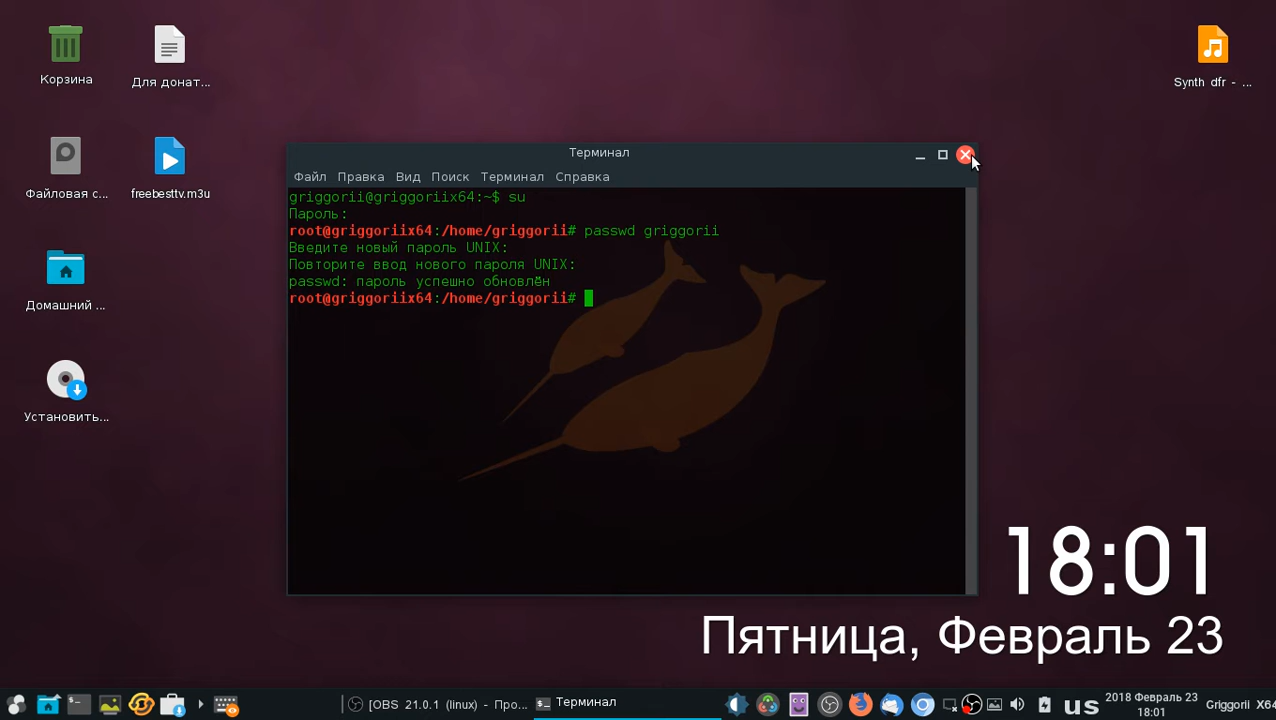 Корзина
Для донат...
Synth dfr - ...
Файловая с...
freebesttv.m3u
Домашний ...
Установить...
Терминал
Файл Правка Вид Поиск Терминал Справка
griggorii@griggoriix64:~$ su
Пароль:
root@griggoriix64:/home/griggorii# passwd griggorii
Введите новый пароль UNIX:
Повторите ввод нового пароля UNIX:
passwd: пароль успешно обновлён
root@griggoriix64:/home/griggorii#
18:01
Пятница, Февраль 23
[OBS 21.0.1 (linux) - Про...
Терминал
us
2018 Февраль 23
18:01
Griggorii X64